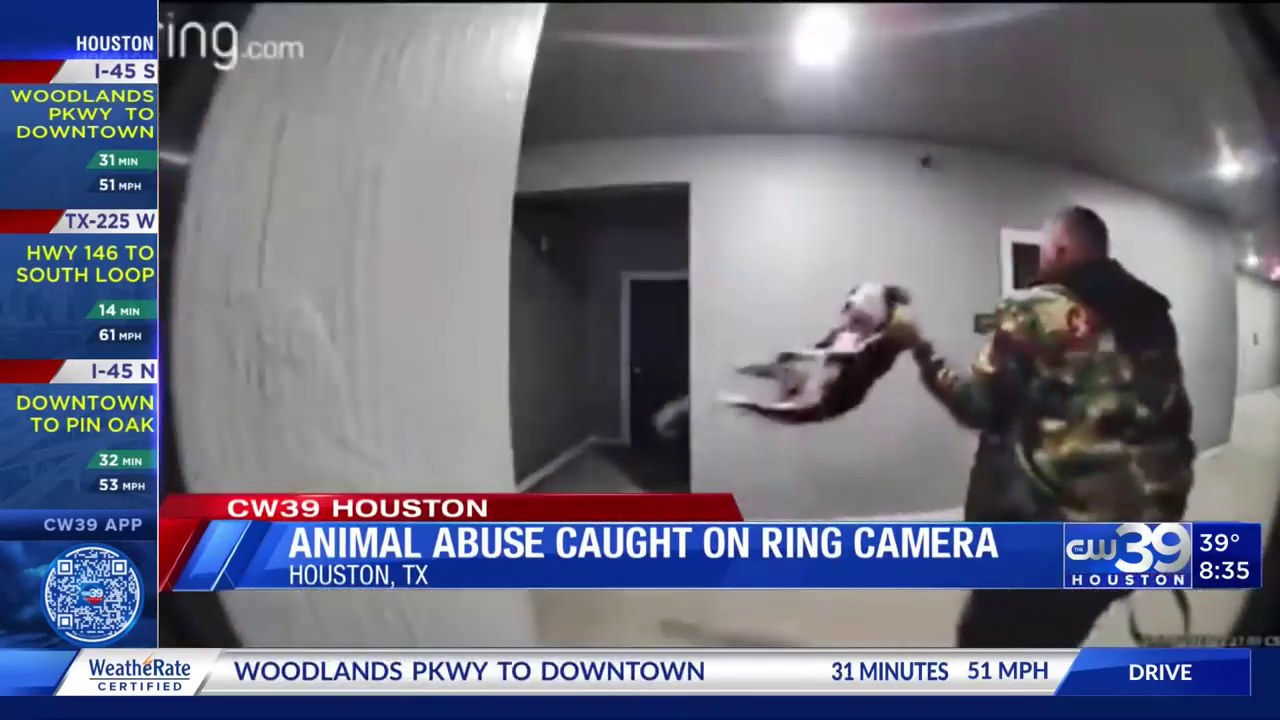 HOUSTON
I-45 S
WOODLANDS
PKWY TO
DOWNTOWN
31 MIN
51 MPH
TX-225 W
HWY 146 TO
SOUTH LOOP
14 MIN
61 MPH
I-45 N
DOWNTOWN
TO PIN OAK
32 MIN
53 MPH
CW39 APP
ring.com
CW39 HOUSTON
ANIMAL ABUSE CAUGHT ON RING CAMERA
HOUSTON, TX
THE CW39
HOUSTON
39°
8:35
WeatheRate
CERTIFIED
WOODLANDS PKWY TO DOWNTOWN 31 MINUTES 51 MPH DRIVE